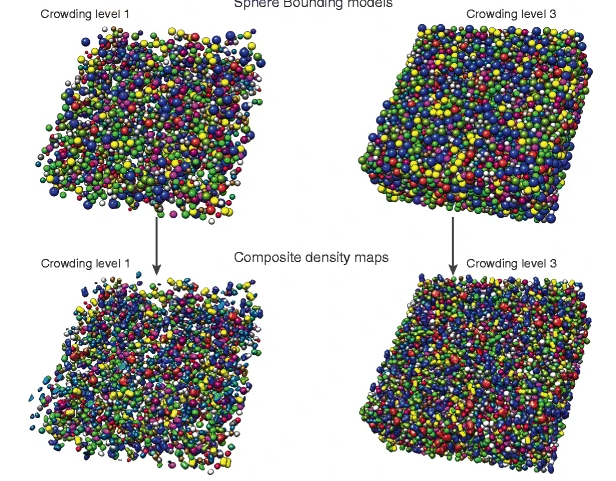 Sphere Bounding models
Crowding level 1
Crowding level 3
Composite density maps
Crowding level 1
Crowding level 3